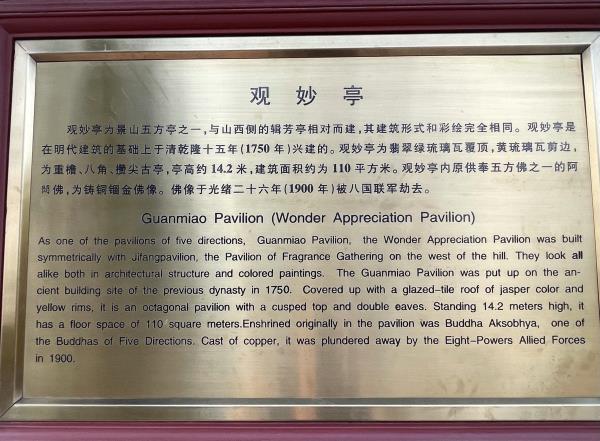 观妙亭
观妙亭为景山五方亭之一，与山西侧的辑芳亭相对而建，其建筑形式和彩绘完全相同。观妙亭是
在明代建筑的基础上于清乾隆十五年（1750 年）兴建的。观妙亭为翡翠绿琉璃瓦覆顶，黄琉璃瓦剪边，
为重檐、八角、攒尖古亭，亭高约 14.2 米，建筑面积约为 110 平方米。观妙亭内原供奉五方佛之一的阿
閦佛，为铸铜镏金佛像。佛像于光绪二十六年（1900 年）被八国联军劫去。
Guanmiao Pavilion (Wonder Appreciation Pavilion)
As one of the pavilions of five directions, Guanmiao Pavilion, the Wonder Appreciation Pavilion was built
symmetrically with Jifangpavilion, the Pavilion of Fragrance Gathering on the west of the hill. They look all
alike both in architectural structure and colored paintings. The Guanmiao Pavilion was put up on the an-
cient building site of the previous dynasty in 1750. Covered up with a glazed-tile roof of jasper color and
yellow rims, it is an octagonal pavilion with a cusped top and double eaves. Standing 14.2 meters high, it
has a floor space of 110 square meters.Enshrined originally in the pavilion was Buddha Aksobhya, one of
the Buddhas of Five Directions. Cast of copper, it was plundered away by the Eight-Powers Allied Forces
in 1900.